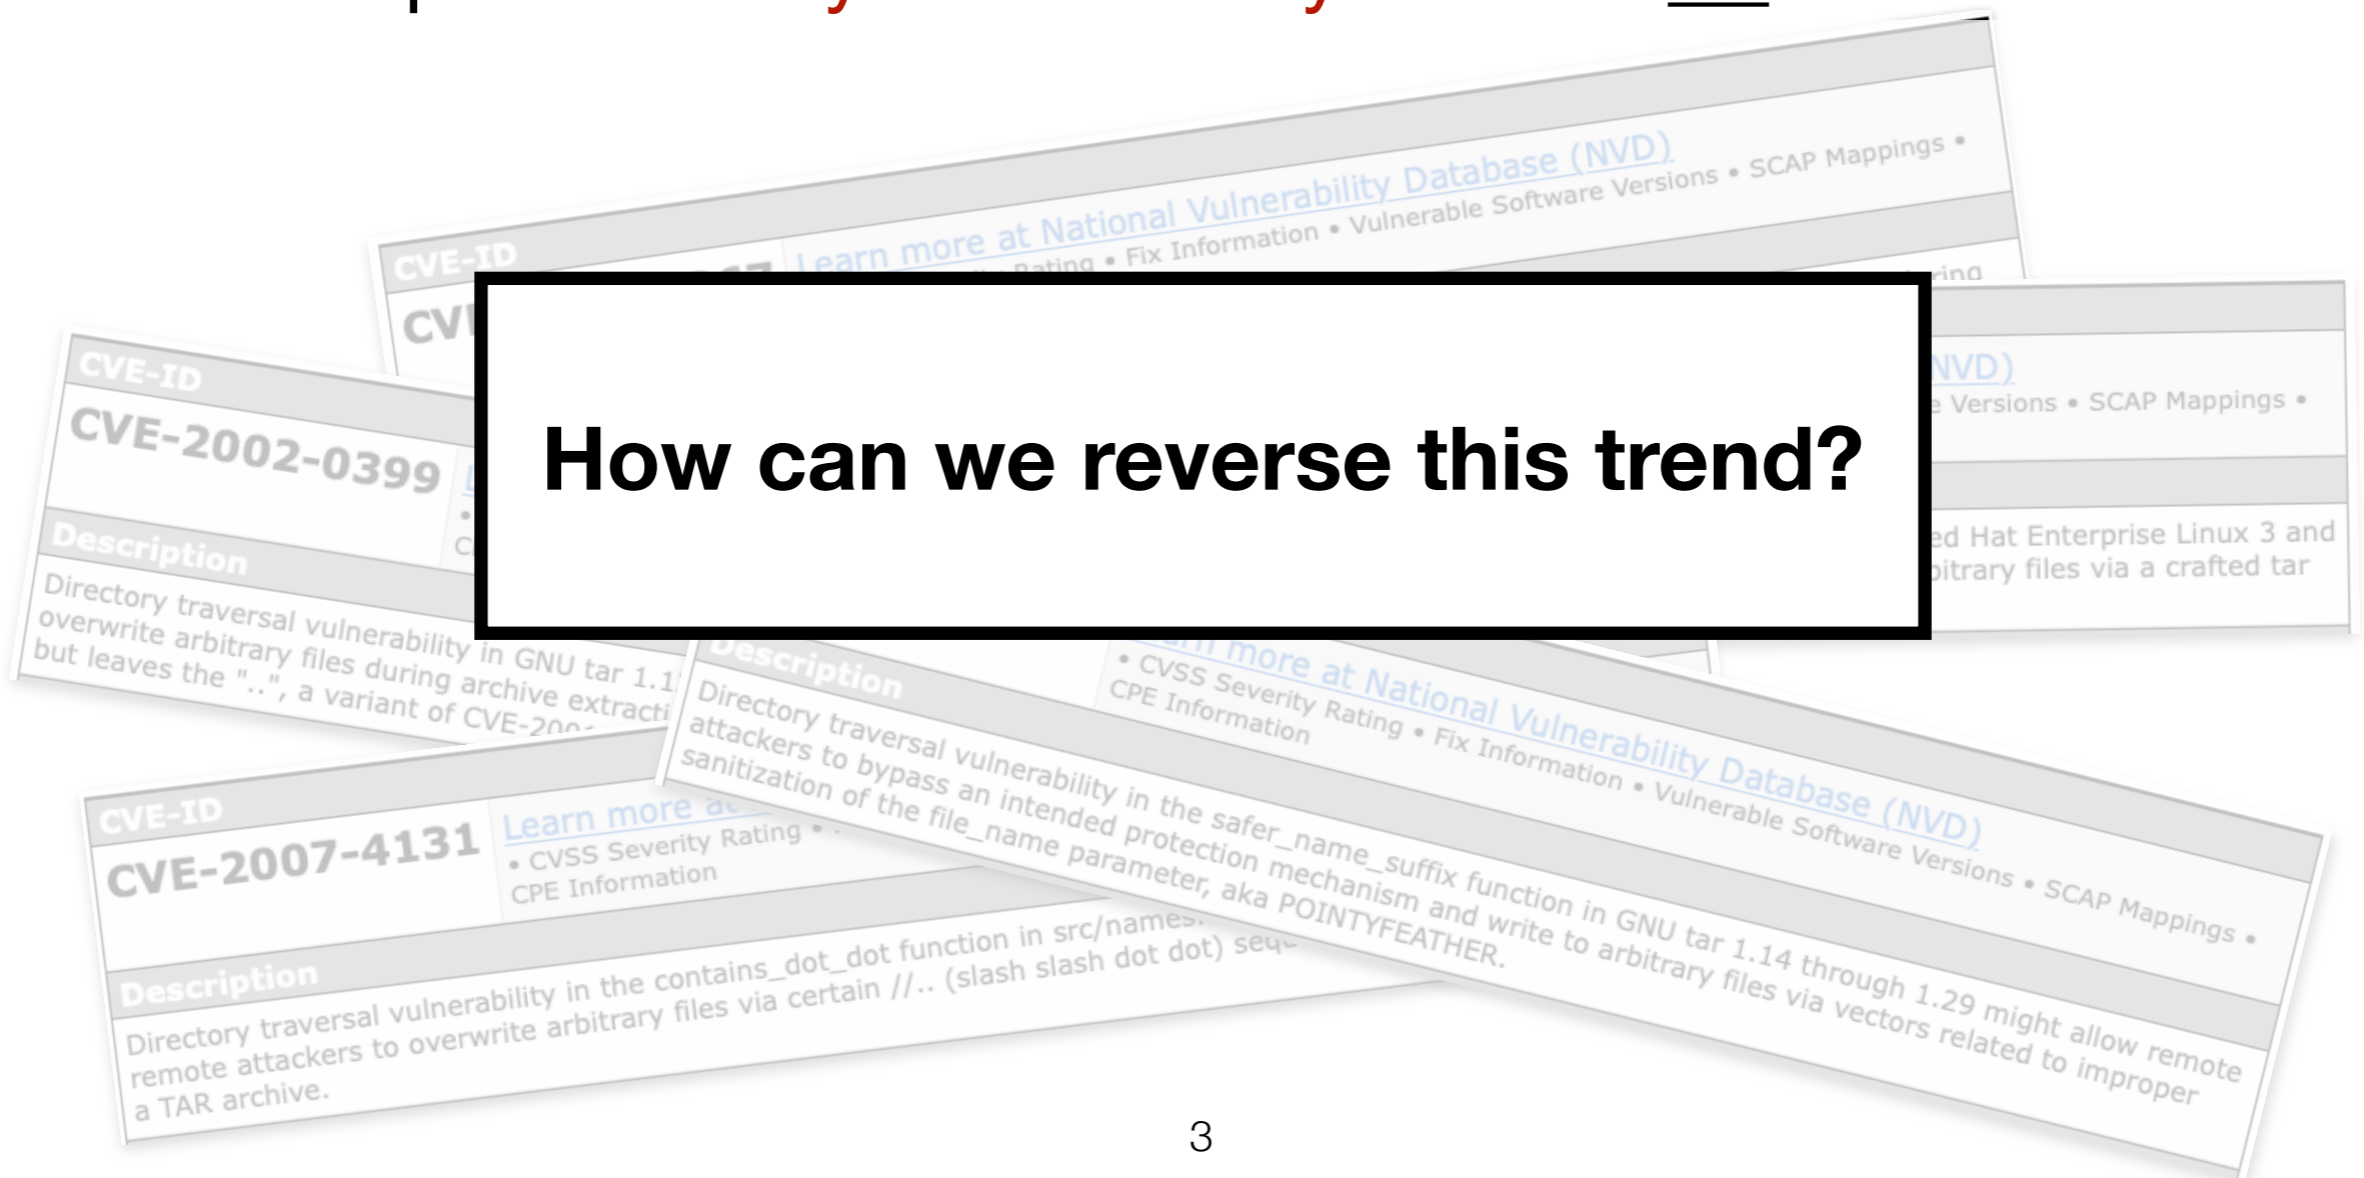 CVE-ID
Learn more at National Vulnerability Database (NVD)
Rating • Fix Information • Vulnerable Software Versions • SCAP Mappings •
How can we reverse this trend?
NVD)
Versions • SCAP Mappings •
Hat Enterprise Linux 3 and
files via a crafted tar
CVE-ID
CVE-2002-0399
Description
Directory traversal vulnerability in GNU tar
overwrite arbitrary files during archive
but leaves the "..", a variant of
CVE-ID
CVE-2007-4131
Learn more
• CVSS Severity Rating •
CPE Information
Description
Directory traversal vulnerability in the contains_dot_dot function in
remote attackers to overwrite arbitrary files via certain //.. (slash slash dot dot)
a TAR archive.
more at National Vulnerability Database (NVD)
• CVSS Severity Rating • Fix Information • Vulnerable Software Versions • SCAP Mappings •
CPE Information
Description
Directory traversal vulnerability in the safer_name_suffix function in GNU tar 1.14 through 1.29 might allow remote
attackers to bypass an intended protection mechanism and write to arbitrary files via vectors related to improper
sanitization of the file_name parameter, aka POINTYFEATHER.
3